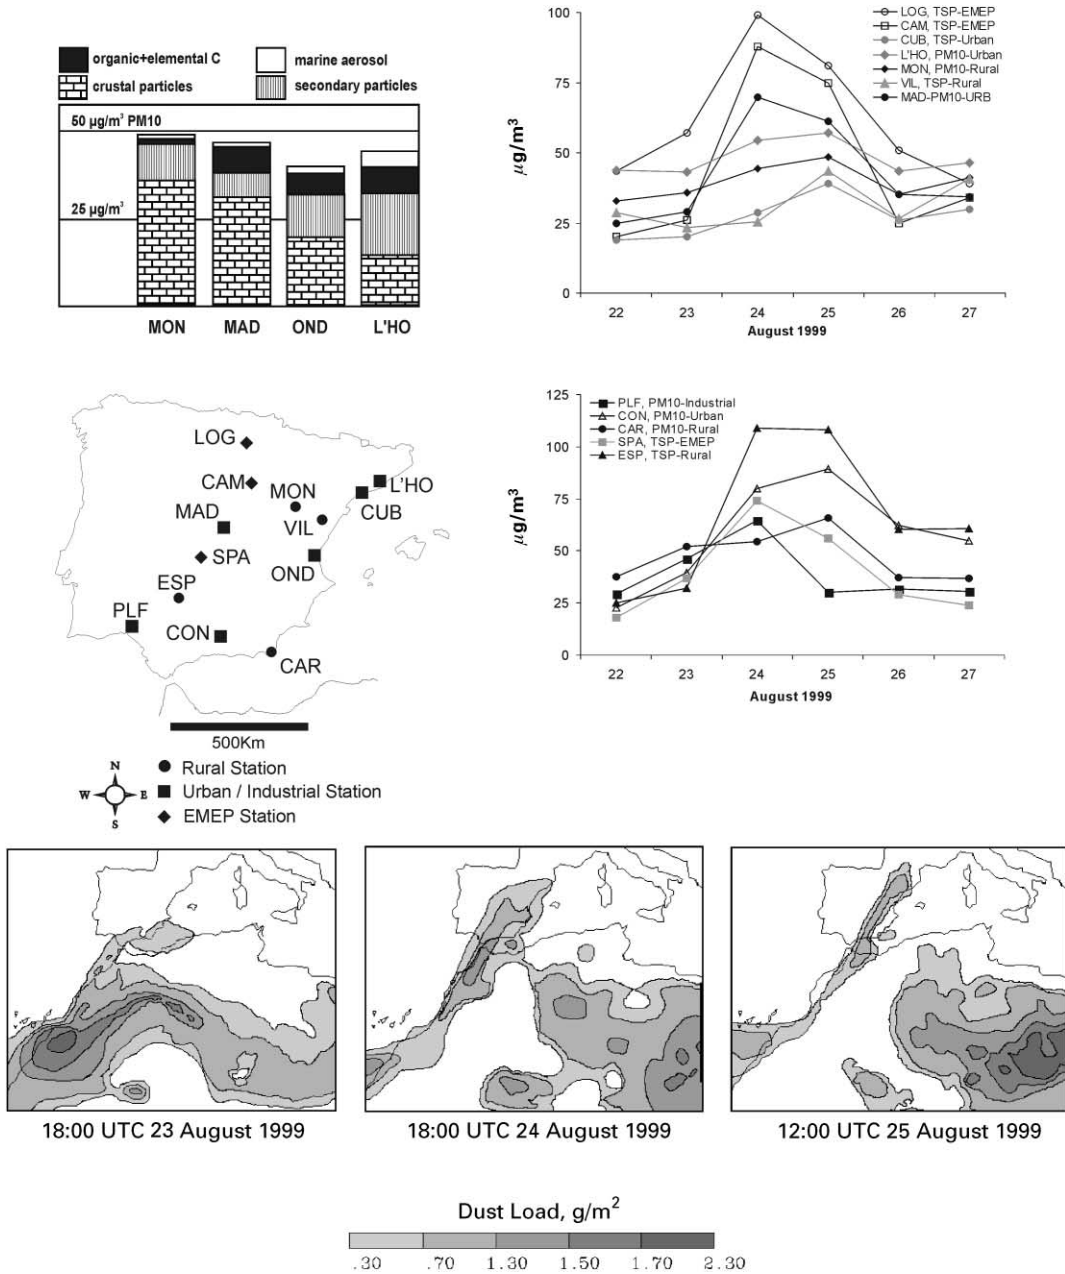 organic+elemental C
marine aerosol
crustal particles
secondary particles
50 µg/m³ PM10
25 µg/m³
MON
MAD
OND
L'HO
LOG, TSP-EMEP
CAM, TSP-EMEP
CUB, TSP-Urban
L'HO, PM10-Urban
MON, PM10-Rural
VIL, TSP-Rural
MAD-PM10-URB
100
75
50
25
0
µg/m³
22 23 24 25 26 27
August 1999
LOG
CAM
MON
L'HO
MAD
CUB
VIL
SPA
OND
ESP
PLF
CON
CAR
500Km
N
W E
S
Rural Station
Urban / Industrial Station
EMEP Station
PLF, PM10-Industrial
CON, PM10-Urban
CAR, PM10-Rural
SPA, TSP-EMEP
ESP, TSP-Rural
125
100
75
50
25
0
µg/m³
22 23 24 25 26 27
August 1999
18:00 UTC 23 August 1999
18:00 UTC 24 August 1999
12:00 UTC 25 August 1999
Dust Load, g/m²
.30 .70 1.30 1.50 1.70 2.30